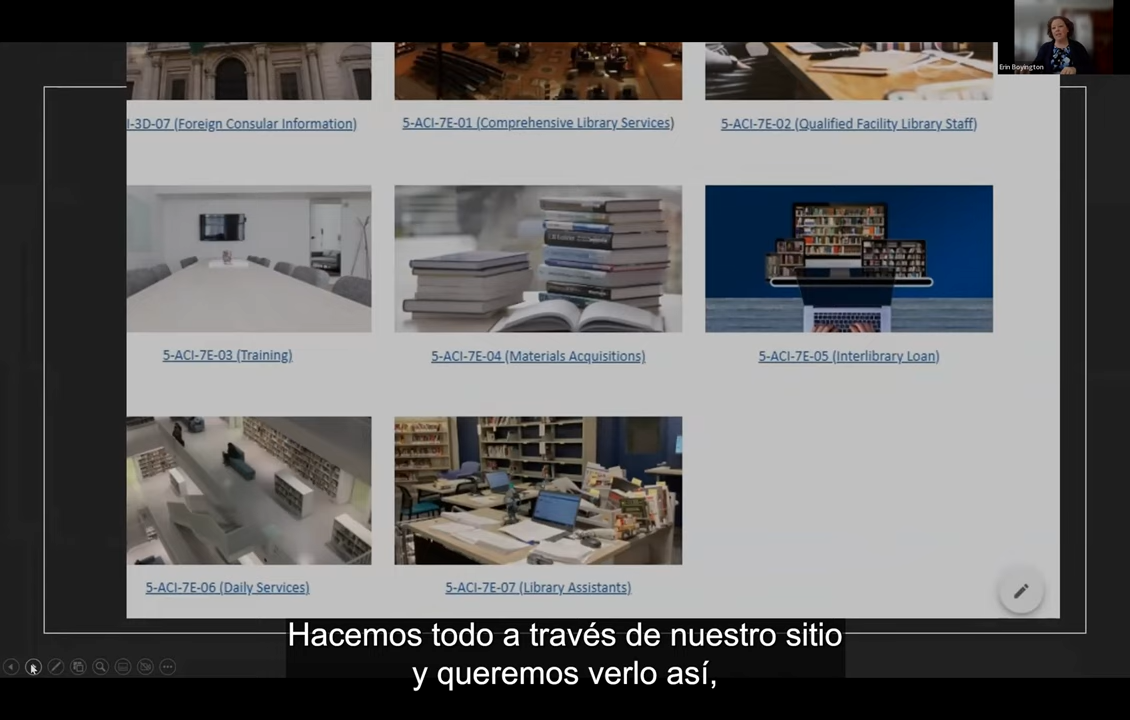 Erin Boyington
I-3D-07 (Foreign Consular Information)
5-ACI-7E-01 (Comprehensive Library Services)
5-ACI-7E-02 (Qualified Facility Library Staff)
5-ACI-7E-03 (Training)
5-ACI-7E-04 (Materials Acquisitions)
5-ACI-7E-05 (Interlibrary Loan)
5-ACI-7E-06 (Daily Services)
5-ACI-7E-07 (Library Assistants)
Hacemos todo a través de nuestro sitio
y queremos verlo así,